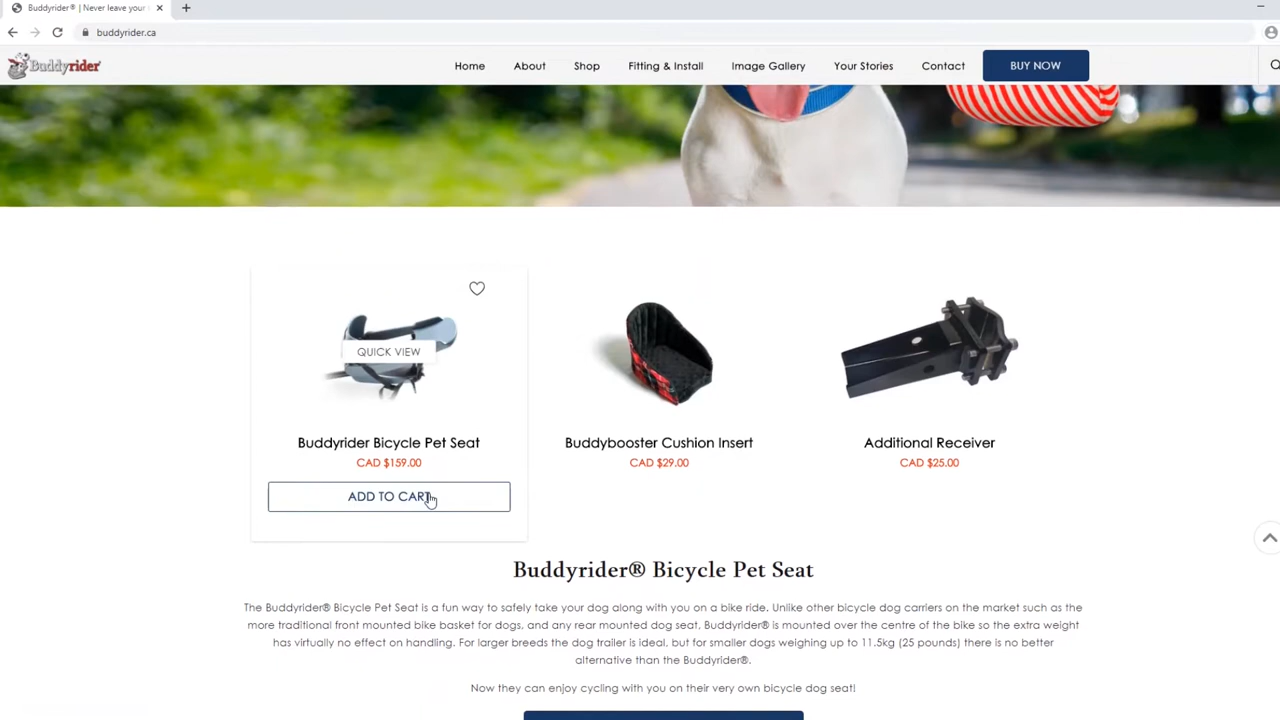 Buddyrider® | Never leave your
buddyrider.ca
Buddyrider
Home
About
Shop
Fitting & Install
Image Gallery
Your Stories
Contact
BUY NOW
QUICK VIEW
Buddyrider Bicycle Pet Seat
CAD $159.00
ADD TO CART
Buddybooster Cushion Insert
CAD $29.00
Additional Receiver
CAD $25.00
Buddyrider® Bicycle Pet Seat
The Buddyrider® Bicycle Pet Seat is a fun way to safely take your dog along with you on a bike ride. Unlike other bicycle dog carriers on the market such as the
more traditional front mounted bike basket for dogs, and any rear mounted dog seat, Buddyrider® is mounted over the centre of the bike so the extra weight
has virtually no effect on handling. For larger breeds the dog trailer is ideal, but for smaller dogs weighing up to 11.5kg (25 pounds) there is no better
alternative than the Buddyrider®.
Now they can enjoy cycling with you on their very own bicycle dog seat!